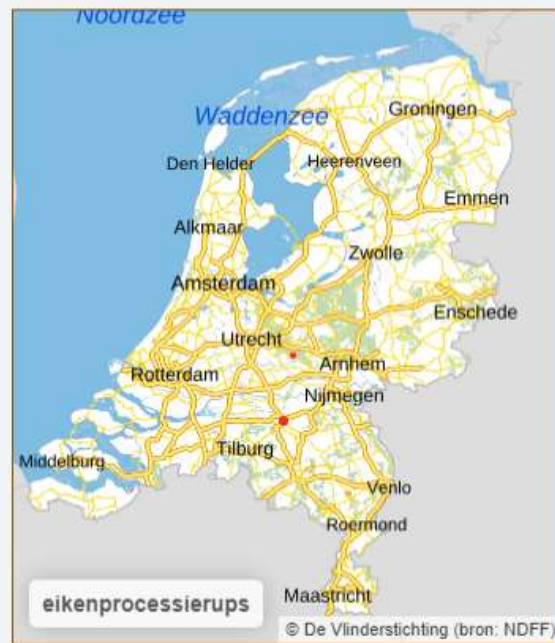 Noordzee
Waddenzee
Groningen
Den Helder
Heerenveen
Emmen
Alkmaar
Zwolle
Amsterdam
Enschede
Utrecht
Arnhem
Rotterdam
Nijmegen
Tilburg
Middelburg
Venlo
Roermond
Maastricht
eikenprocessierups
© De Vlinderstichting (bron: NDFF)